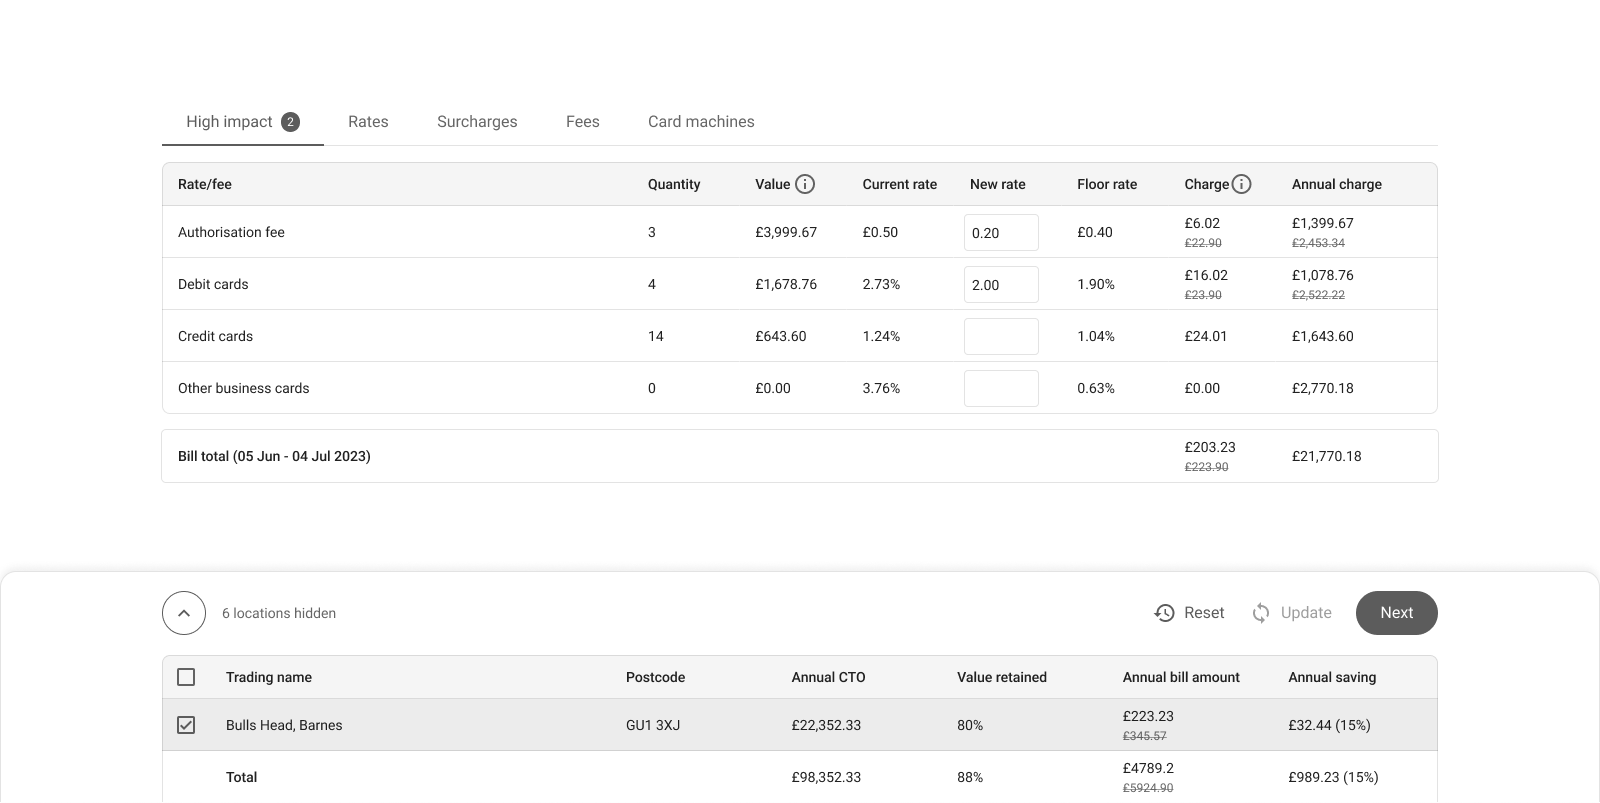 High impact 2 Rates Surcharges Fees Card machines
Rate/fee Quantity Value Current rate New rate Floor rate Charge Annual charge
Authorisation fee 3 £3,999.67 £0.50 0.20 £0.40 £6.02 £1,399.67
£22.90 £2,453.34
Debit cards 4 £1,678.76 2.73% 2.00 1.90% £16.02 £1,078.76
£23.90 £2,522.22
Credit cards 14 £643.60 1.24% 1.04% £24.01 £1,643.60
Other business cards 0 £0.00 3.76% 0.63% £0.00 £2,770.18
Bill total (05 Jun - 04 Jul 2023) £203.23 £21,770.18
£223.90
6 locations hidden Reset Update Next
Trading name Postcode Annual CTO Value retained Annual bill amount Annual saving
Bulls Head, Barnes GU1 3XJ £22,352.33 80% £223.23 £32.44 (15%)
£345.57
Total £98,352.33 88% £4789.2 £989.23 (15%)
£5924.90